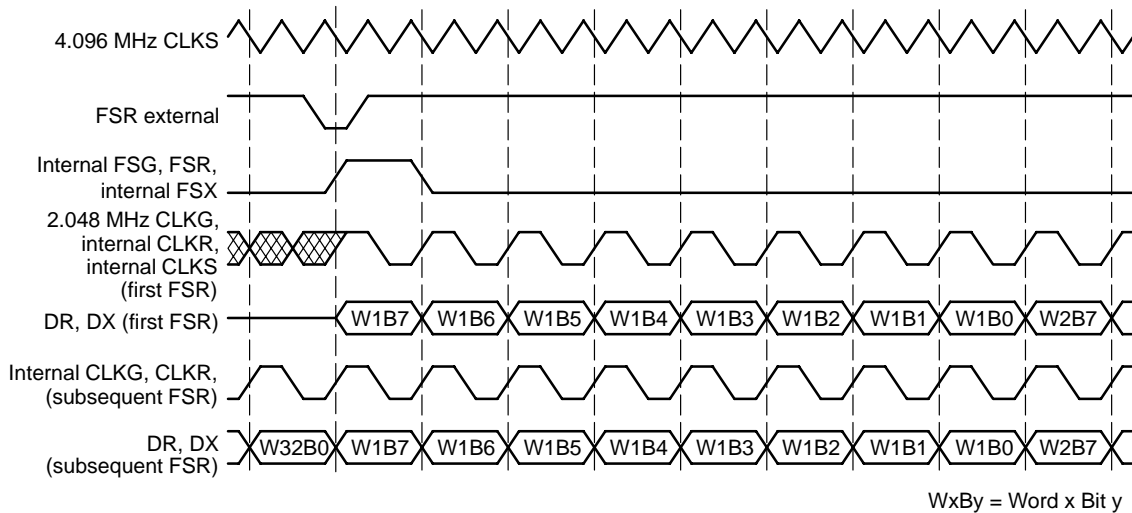 4.096 MHz CLKS
FSR external
Internal FSG, FSR,
internal FSX
2.048 MHz CLKG,
internal CLKR,
internal CLKS
(first FSR)
DR, DX (first FSR)
W1B7 W1B6 W1B5 W1B4 W1B3 W1B2 W1B1 W1B0 W2B7
Internal CLKG, CLKR,
(subsequent FSR)
DR, DX
(subsequent FSR)
W32B0 W1B7 W1B6 W1B5 W1B4 W1B3 W1B2 W1B1 W1B0 W2B7
WxBy = Word x Bit y